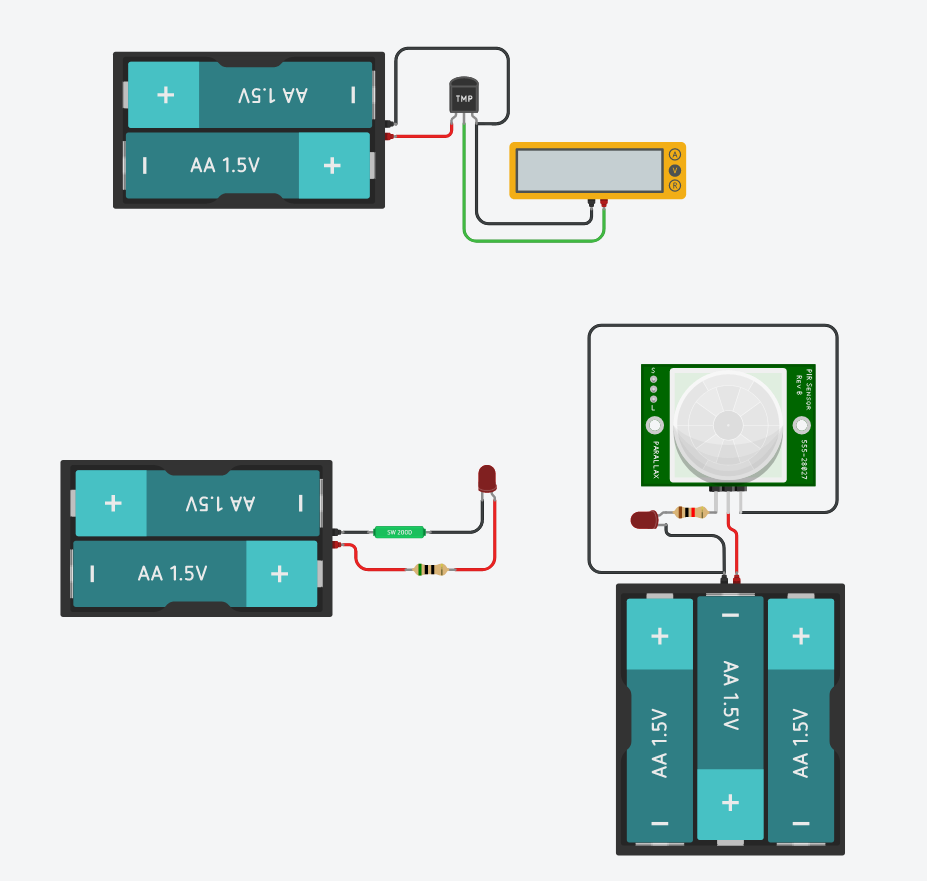 AA 1.5V
AA 1.5V
TMP
A
V
R
S
L
PARALLAX
PIR SENSOR
REV B
555-28027
AA 1.5V
AA 1.5V
SW 200D
AA 1.5V
AA 1.5V
AA 1.5V